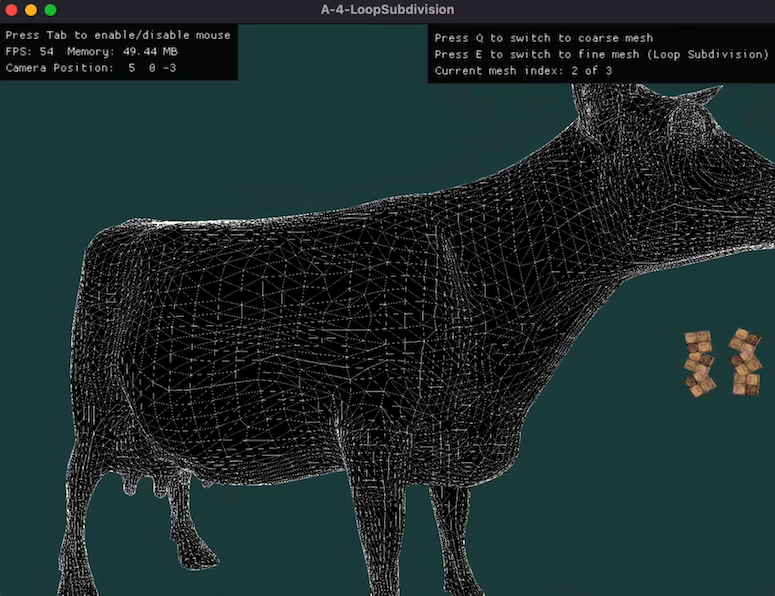 A-4-LoopSubdivision
Press Tab to enable/disable mouse
FPS: 54  Memory: 49.44 MB
Camera Position:  5  0 -3
Press Q to switch to coarse mesh
Press E to switch to fine mesh (Loop Subdivision)
Current mesh index: 2 of 3